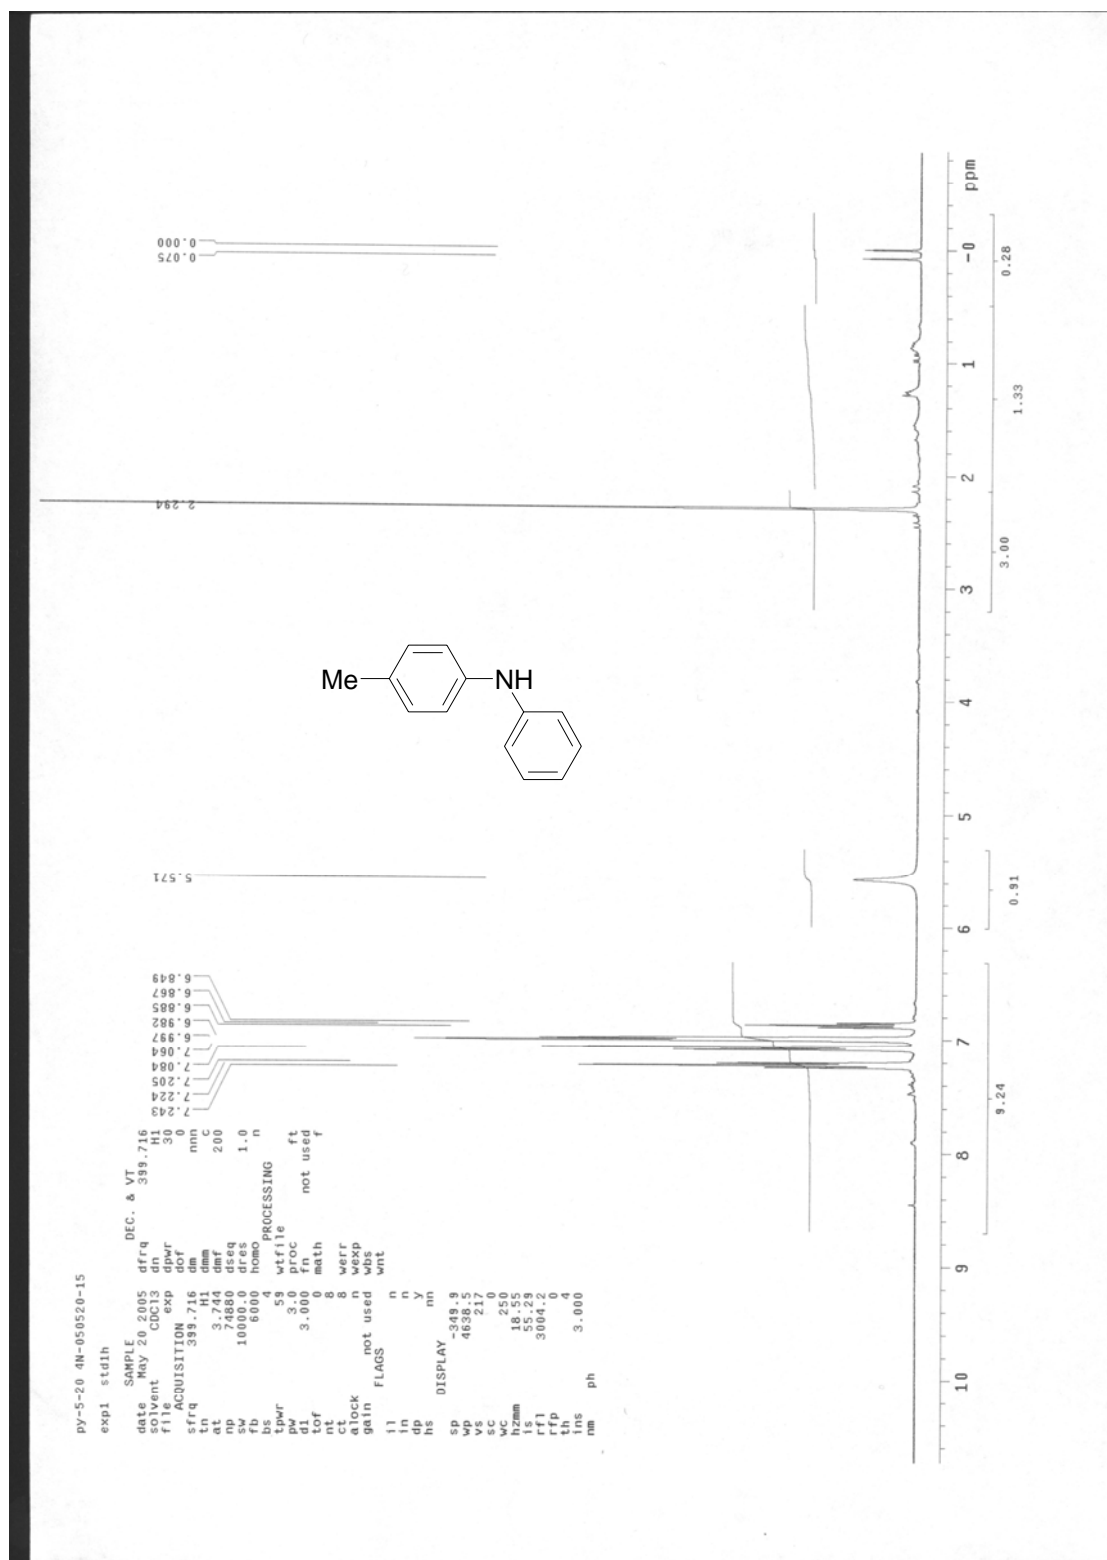 py-5-20 4N-050520-15
exp1 std1h
SAMPLE
date May 20 2005
solvent CDCl3
file exp
ACQUISITION
sfrq 399.716
tn H1
at 3.744
np 74880
sw 10000.0
fb 6000
bs 4
tpwr 59
pw 3.0
d1 3.000
tof 0
nt 8
ct 8
alock n
gain not used
FLAGS
il n
in n
dp y
hs nn
DISPLAY
sp -349.9
wp 4638.5
vs 217
sc 0
wc 250
hzmm 18.55
is 55.29
rfl 3004.2
rfp 0
th 4
ins 3.000
nm ph
DEC. & VT
dfrq 399.716
dn H1
dpwr 30
dof 0
dm nnn
dmm c
dmf 200
dseq
dres 1.0
homo n
PROCESSING
wtfile
proc ft
fn not used
math f
werr
wexp
wbs
wnt
7.243
7.224
7.205
7.084
7.064
6.997
6.982
6.885
6.867
6.849
5.571
2.294
0.075
0.000
Me
NH
10 9 8 7 6 5 4 3 2 1 -0 ppm
9.24 0.91 3.00 1.33 0.28